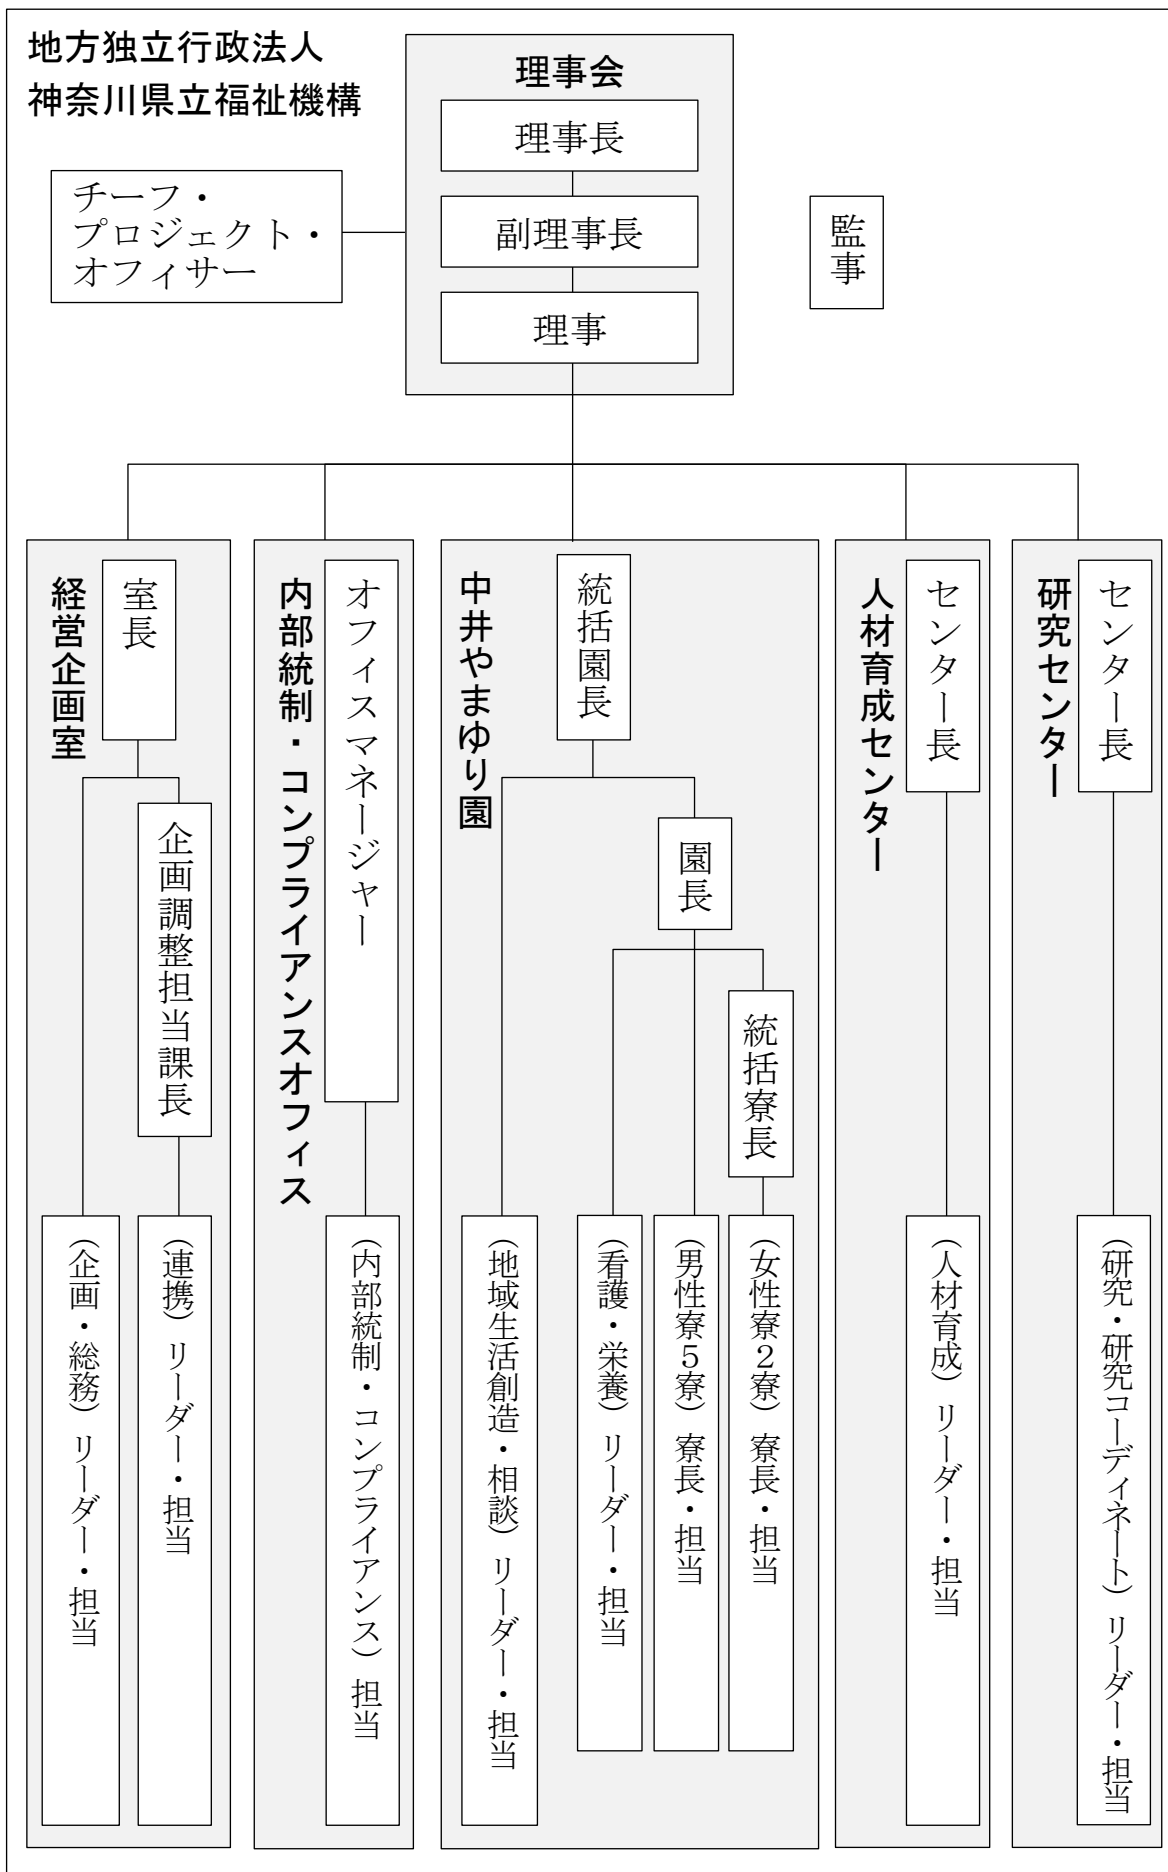 地方独立行政法人
神奈川県立福祉機構
理事会
理事長
副理事長
理事
チーフ・
プロジェクト・
オフィサー
監事
経営企画室
室長
企画調整担当課長
(企画・総務) リーダー・担当
(連携) リーダー・担当
内部統制・コンプライアンスオフィス
オフィスマネージャー
(内部統制・コンプライアンス) 担当
中井やまゆり園
統括園長
園長
統括寮長
(地域生活創造・相談) リーダー・担当
(看護・栄養) リーダー・担当
(男性寮5寮) 寮長・担当
(女性寮2寮) 寮長・担当
人材育成センター
センター長
(人材育成) リーダー・担当
研究センター
センター長
(研究・研究コーディネート) リーダー・担当